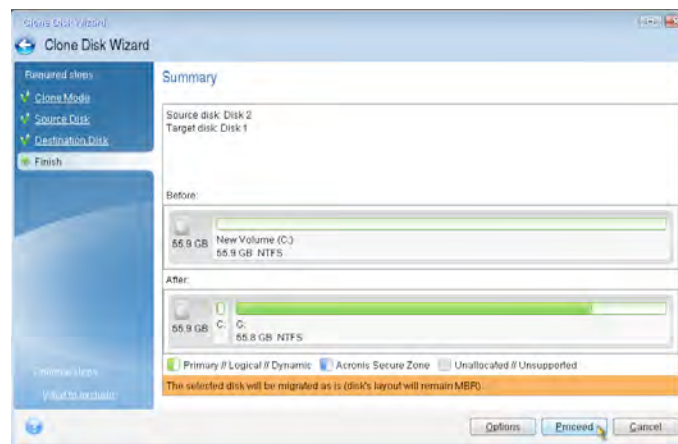 Clone Disk Wizard
Clone Disk Wizard
Required steps
Clone Mode
Source Disk
Destination Disk
Finish
Summary
Source disk: Disk 2
Target disk: Disk 1
Before:
55.9 GB
New Volume (C:)
55.9 GB NTFS
After:
55.9 GB
C:
C:
55.8 GB NTFS
Primary // Logical // Dynamic
Acronis Secure Zone
Unallocated // Unsupported
The selected disk will be migrated as is (disk's layout will remain MBR).
What to exclude
Options
Proceed
Cancel